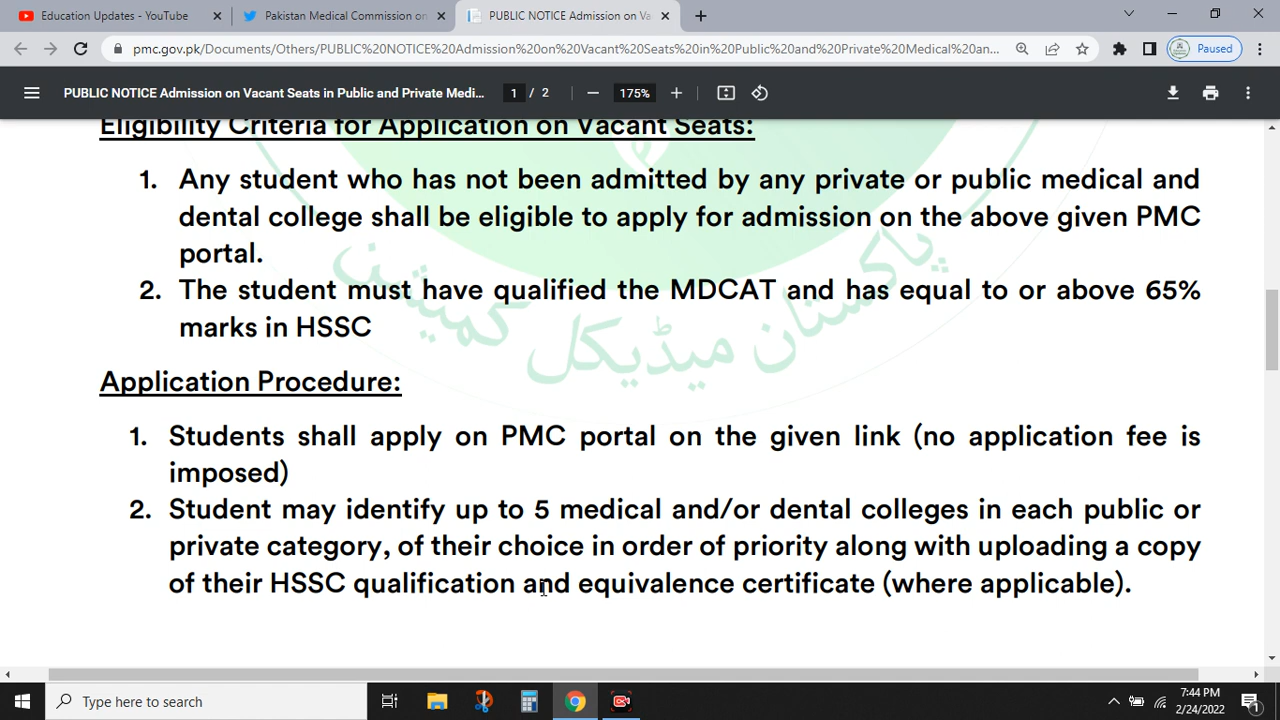 Education Updates - YouTube
Pakistan Medical Commission on
PUBLIC NOTICE Admission on Va
pmc.gov.pk/Documents/Others/PUBLIC%20NOTICE%20Admission%20on%20Vacant%20Seats%20in%20Public%20and%20Private%20Medical%20an...
Paused
PUBLIC NOTICE Admission on Vacant Seats in Public and Private Medi...
1 / 2
175%
Eligibility Criteria for Application on Vacant Seats:
1. Any student who has not been admitted by any private or public medical and
dental college shall be eligible to apply for admission on the above given PMC
portal.
2. The student must have qualified the MDCAT and has equal to or above 65%
marks in HSSC
پاکستان میڈیکل کمیشن
Application Procedure:
1. Students shall apply on PMC portal on the given link (no application fee is
imposed)
2. Student may identify up to 5 medical and/or dental colleges in each public or
private category, of their choice in order of priority along with uploading a copy
of their HSSC qualification and equivalence certificate (where applicable).
Type here to search
7:44 PM
2/24/2022
1